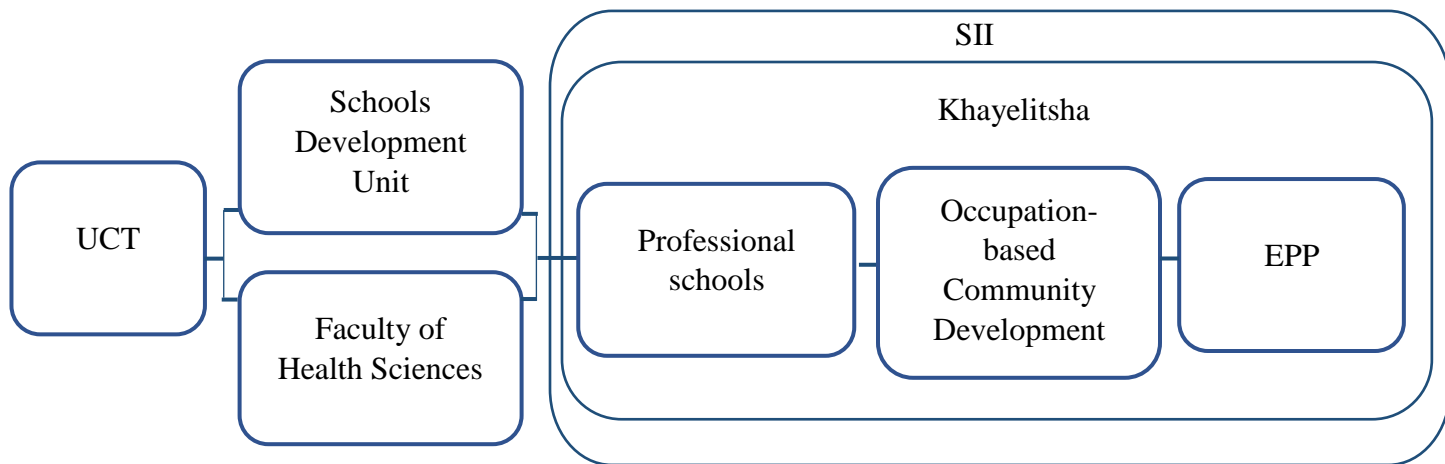 UCT
Schools
Development
Unit
Faculty of
Health Sciences
SII
Khayelitsha
Professional
schools
Occupation-
based
Community
Development
EPP